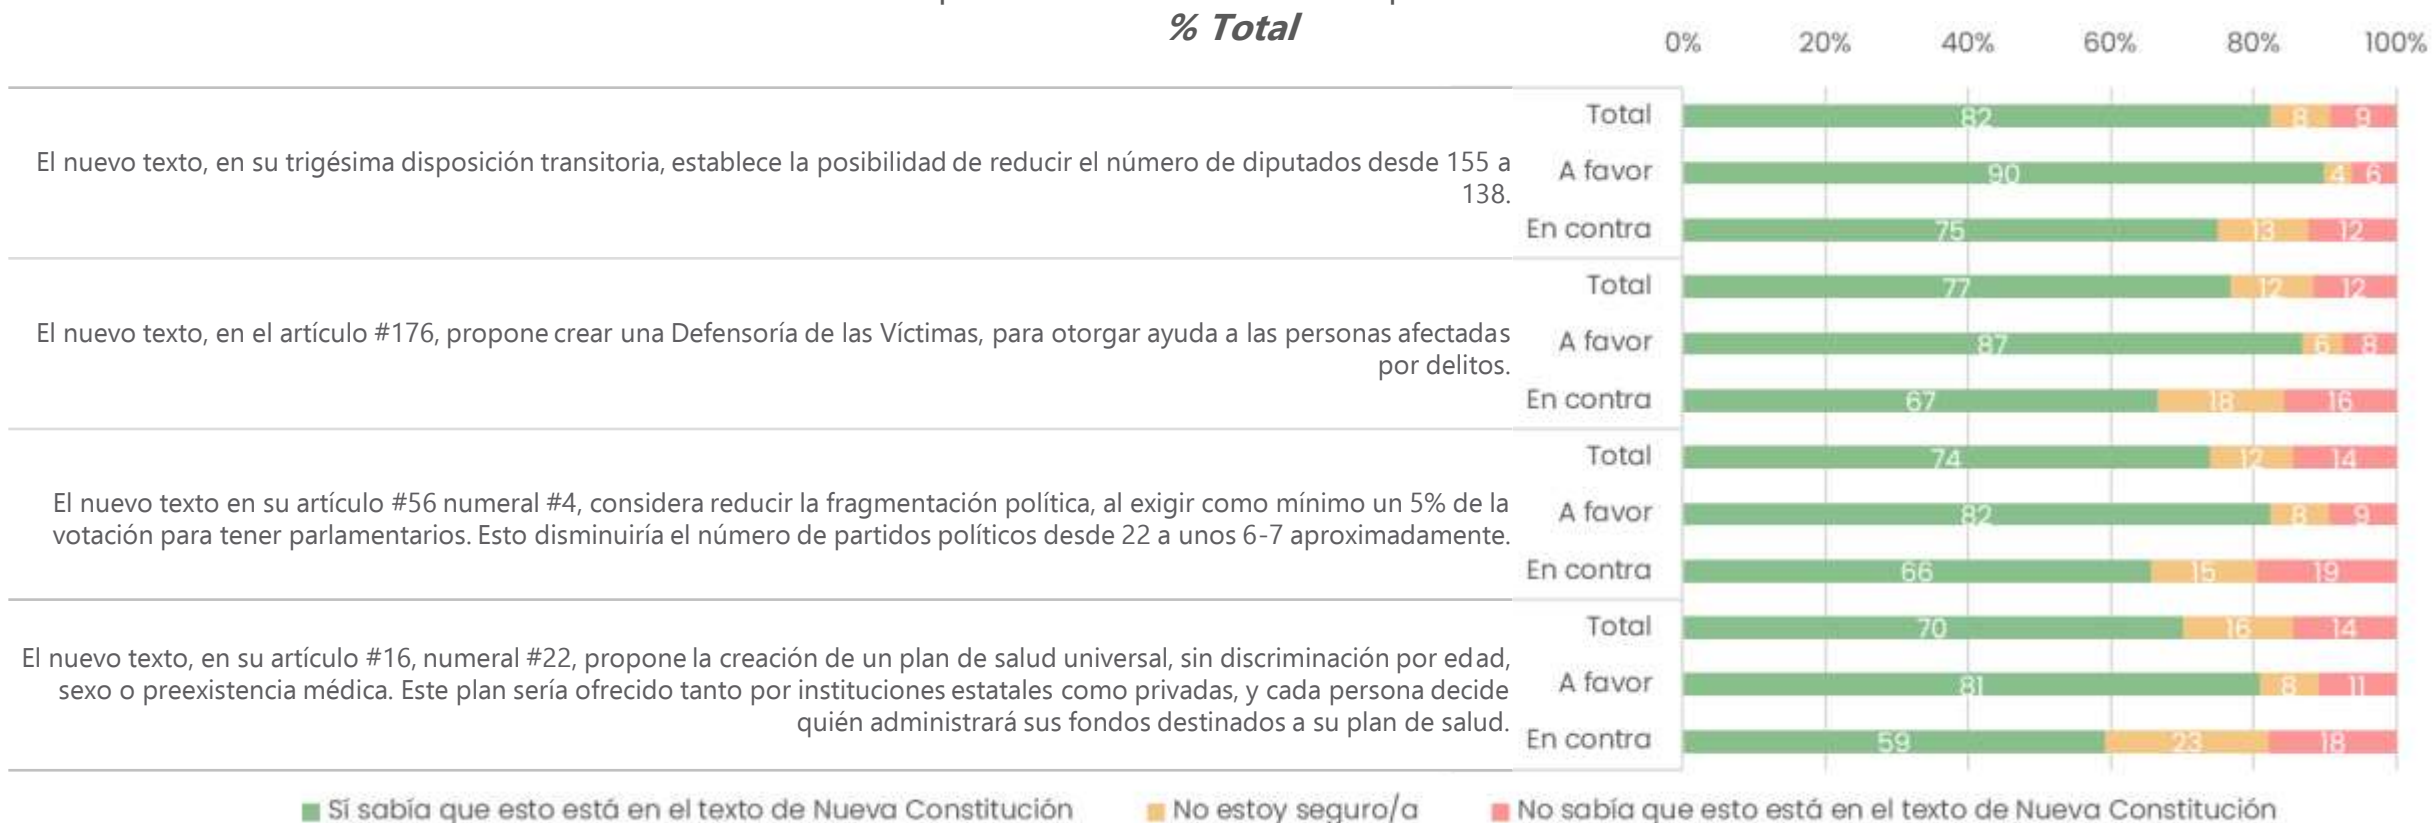 % Total
0% 20% 40% 60% 80% 100%
El nuevo texto, en su trigésima disposición transitoria, establece la posibilidad de reducir el número de diputados desde 155 a
138.
Total 82 8 9
A favor 90 4 6
En contra 75 13 12
El nuevo texto, en el artículo #176, propone crear una Defensoría de las Víctimas, para otorgar ayuda a las personas afectadas
por delitos.
Total 77 12 12
A favor 87 6 8
En contra 67 18 16
El nuevo texto en su artículo #56 numeral #4, considera reducir la fragmentación política, al exigir como mínimo un 5% de la
votación para tener parlamentarios. Esto disminuiría el número de partidos políticos desde 22 a unos 6-7 aproximadamente.
Total 74 12 14
A favor 82 8 9
En contra 66 15 19
El nuevo texto, en su artículo #16, numeral #22, propone la creación de un plan de salud universal, sin discriminación por edad,
sexo o preexistencia médica. Este plan sería ofrecido tanto por instituciones estatales como privadas, y cada persona decide
quién administrará sus fondos destinados a su plan de salud.
Total 70 16 14
A favor 81 8 11
En contra 59 23 18
Sí sabía que esto está en el texto de Nueva Constitución No estoy seguro/a No sabía que esto está en el texto de Nueva Constitución